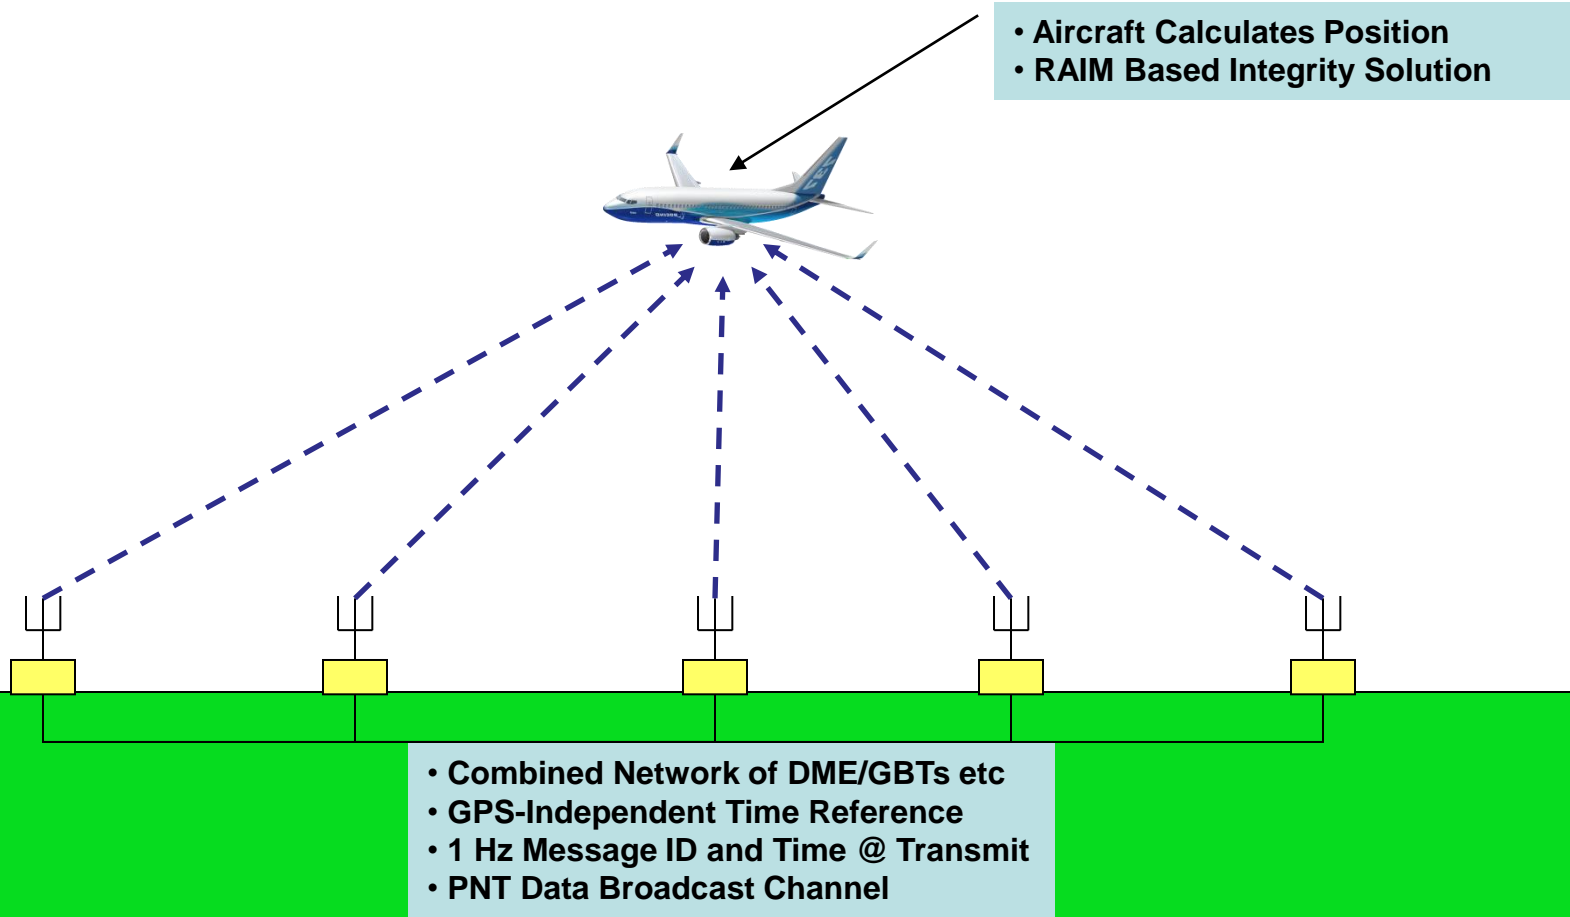 • Aircraft Calculates Position
• RAIM Based Integrity Solution
• Combined Network of DME/GBTs etc
• GPS-Independent Time Reference
• 1 Hz Message ID and Time @ Transmit
• PNT Data Broadcast Channel